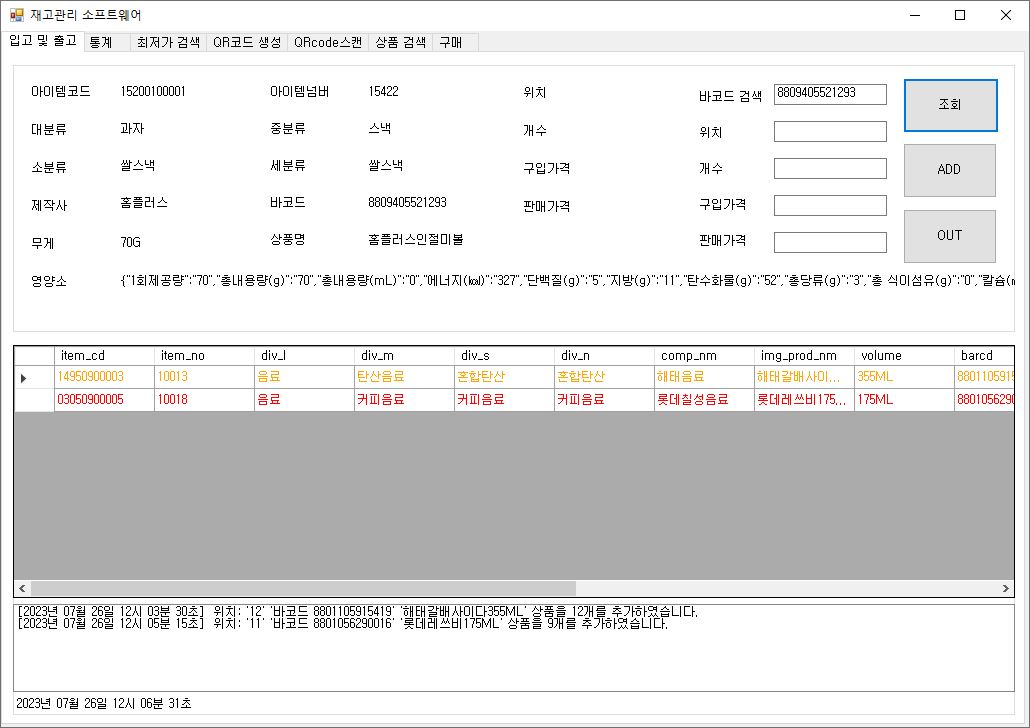 재고관리 소프트웨어
입고 및 출고 통계 최저가 검색 QR코드 생성 QRcode스캔 상품 검색 구매
아이템코드 15200100001 아이템넘버 15422 위치 바코드 검색 8809405521293 조회
대분류 과자 중분류 스낵 개수 위치
소분류 쌀스낵 세분류 쌀스낵 구입가격 개수 ADD
제작사 홈플러스 바코드 8809405521293 판매가격 구입가격
무게 70G 상품명 홈플러스인절미볼 판매가격 OUT
영양소 {"1회제공량":"70","총내용량(g)":"70","총내용량(mL)":"0","에너지(㎉)":"327","단백질(g)":"5","지방(g)":"11","탄수화물(g)":"52","총당류(g)":"3","총 식이섬유(g)":"0","칼슘(m
item_cd item_no div_l div_m div_s div_n comp_nm img_prod_nm volume barcd
14950900003 10013 음료 탄산음료 혼합탄산 혼합탄산 해태음료 해태갈배사이... 355ML 8801105915
03050900005 10018 음료 커피음료 커피음료 커피음료 롯데칠성음료 롯데레쓰비175... 175ML 8801056290
[2023년 07월 26일 12시 03분 30초] 위치: '12' '바코드 8801105915419' '해태갈배사이다355ML' 상품을 12개를 추가하였습니다.
[2023년 07월 26일 12시 05분 15초] 위치: '11' '바코드 8801056290016' '롯데레쓰비175ML' 상품을 9개를 추가하였습니다.
2023년 07월 26일 12시 06분 31초